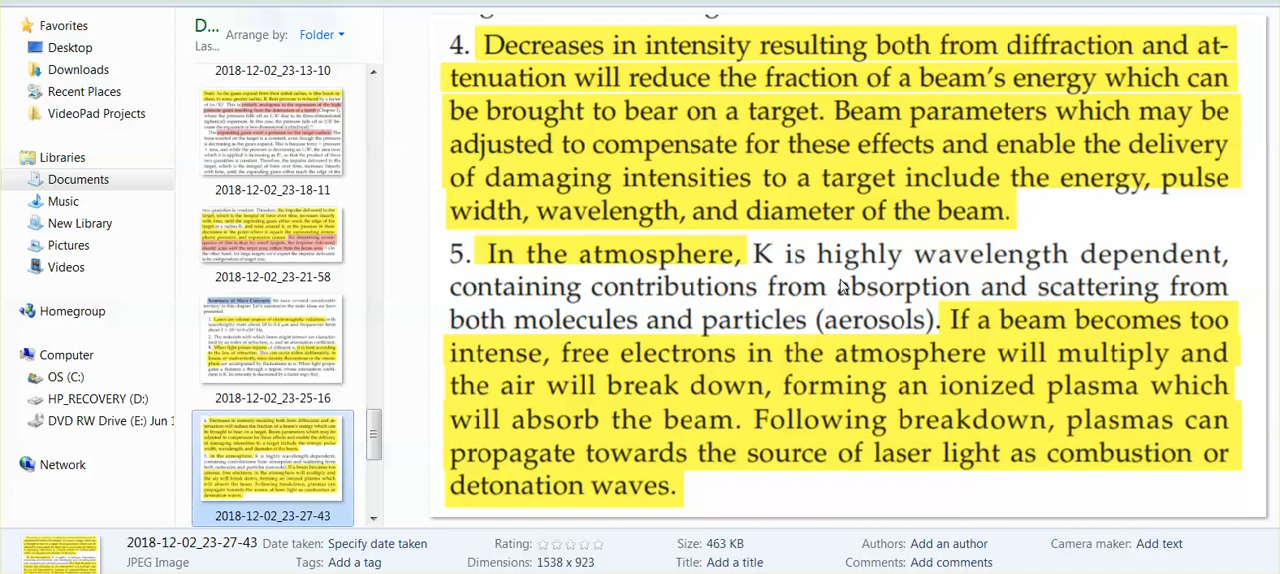 Favorites
Desktop
Downloads
Recent Places
VideoPad Projects
Libraries
Documents
Music
New Library
Pictures
Videos
Homegroup
Computer
OS (C:)
HP_RECOVERY (D:)
DVD RW Drive (E:) Jun 1
Network
D...
Las...
Arrange by: Folder
2018-12-02_23-13-10
2018-12-02_23-18-11
2018-12-02_23-21-58
Summary of Main Concepts.
2018-12-02_23-25-16
2018-12-02_23-27-43
4. Decreases in intensity resulting both from diffraction and at-
tenuation will reduce the fraction of a beam's energy which can
be brought to bear on a target. Beam parameters which may be
adjusted to compensate for these effects and enable the delivery
of damaging intensities to a target include the energy, pulse
width, wavelength, and diameter of the beam.
5. In the atmosphere, K is highly wavelength dependent,
containing contributions from absorption and scattering from
both molecules and particles (aerosols). If a beam becomes too
intense, free electrons in the atmosphere will multiply and
the air will break down, forming an ionized plasma which
will absorb the beam. Following breakdown, plasmas can
propagate towards the source of laser light as combustion or
detonation waves.
2018-12-02_23-27-43 Date taken: Specify date taken Rating: Size: 463 KB Authors: Add an author Camera maker: Add text
JPEG Image Tags: Add a tag Dimensions: 1538 x 923 Title: Add a title Comments: Add comments